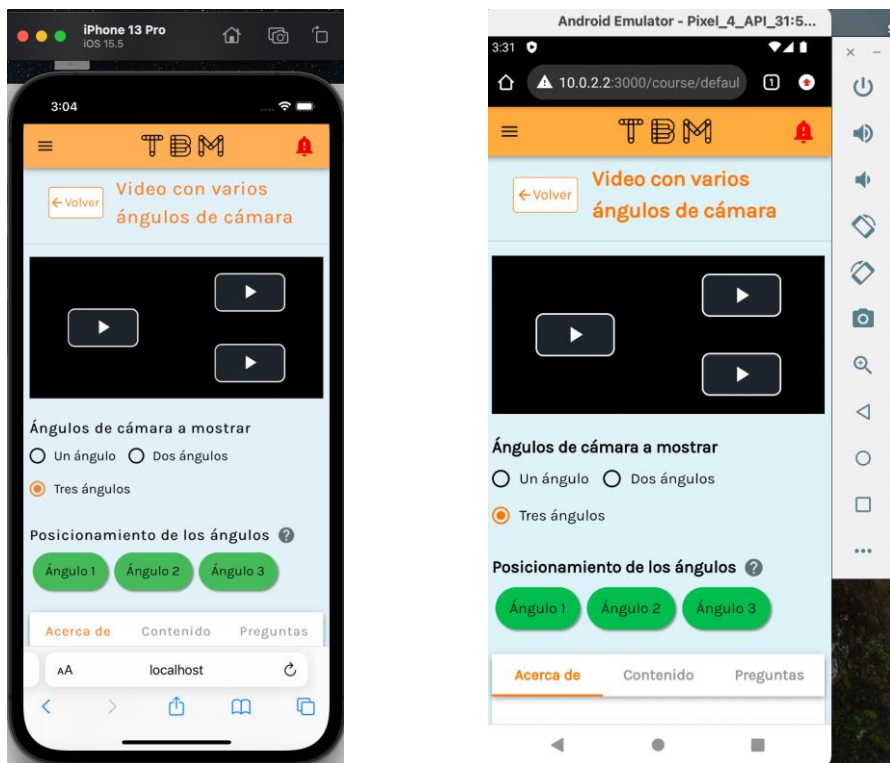 iPhone 13 Pro
iOS 15.5
3:04
TBM
Volver
Video con varios
ángulos de cámara
Ángulos de cámara a mostrar
Un ángulo
Dos ángulos
Tres ángulos
Posicionamiento de los ángulos ?
Ángulo 1
Ángulo 2
Ángulo 3
Acerca de
Contenido
Preguntas
AA
localhost
Android Emulator - Pixel_4_API_31:5...
3:31
10.0.2.2:3000/course/defaul
1
TBM
Volver
Video con varios
ángulos de cámara
Ángulos de cámara a mostrar
Un ángulo
Dos ángulos
Tres ángulos
Posicionamiento de los ángulos ?
Ángulo 1
Ángulo 2
Ángulo 3
Acerca de
Contenido
Preguntas